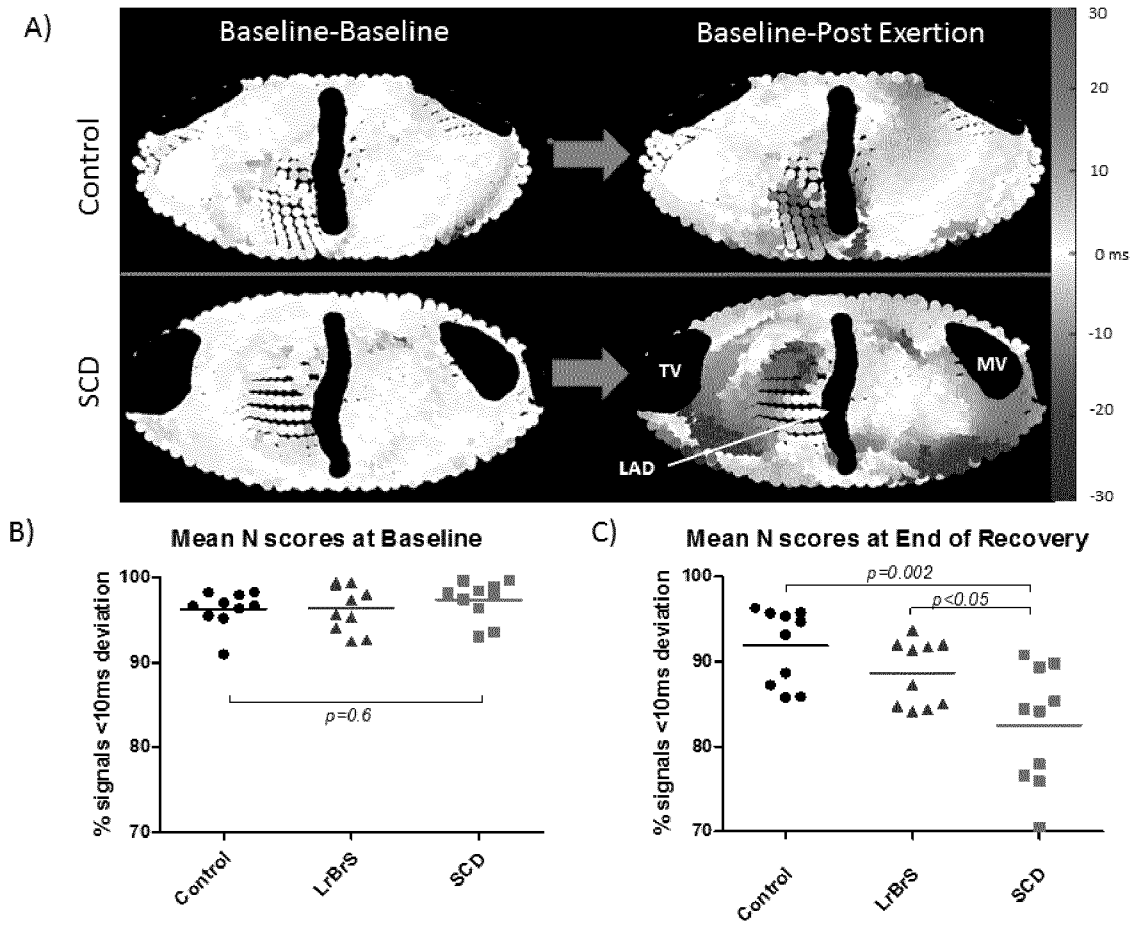 A)
Baseline-Baseline
Baseline-Post Exertion
Control
SCD
30
20
10
0 ms
-10
-20
-30
TV
MV
LAD
B)
Mean N scores at Baseline
% signals <10ms deviation
100
90
80
70
p=0.6
Control
LrBrS
SCD
C)
Mean N scores at End of Recovery
% signals <10ms deviation
100
90
80
70
p=0.002
p<0.05
Control
LrBrS
SCD